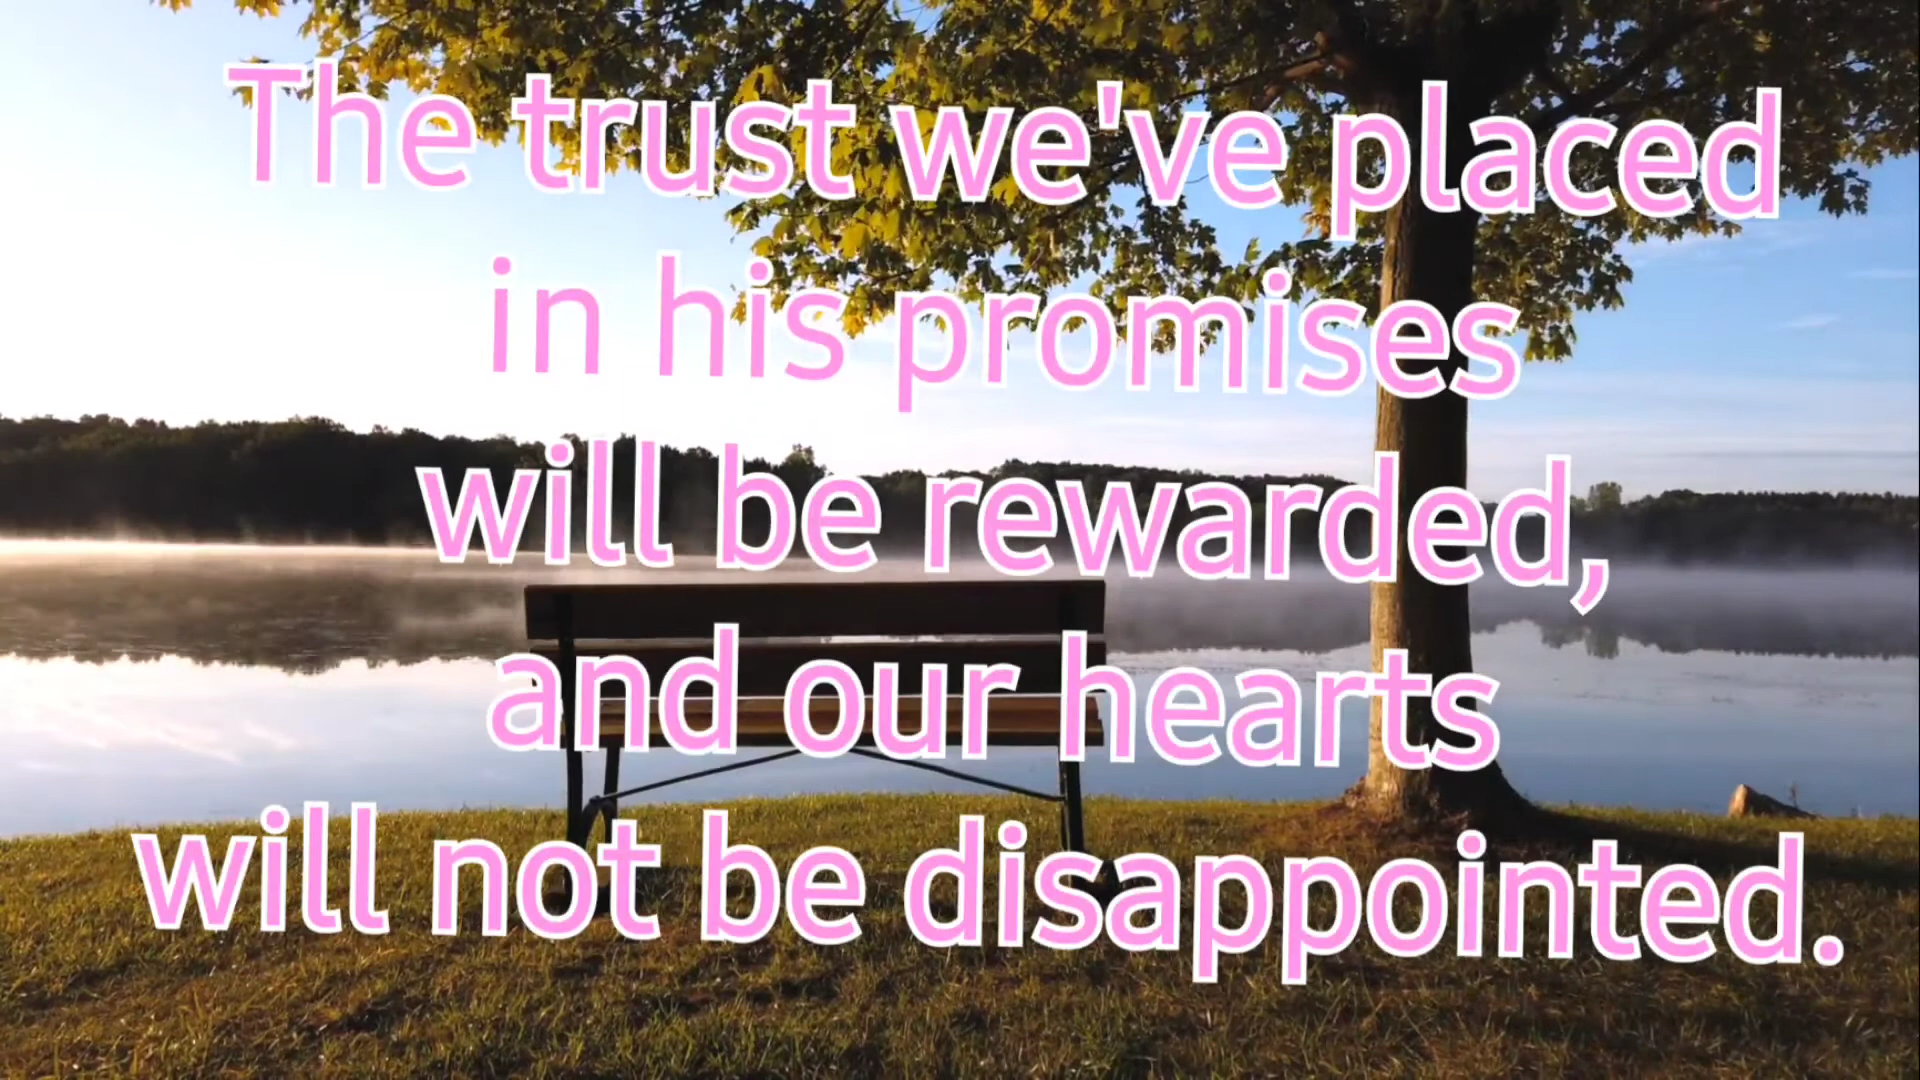 The trust we've placed
in his promises
will be rewarded,
and our hearts
will not be disappointed.